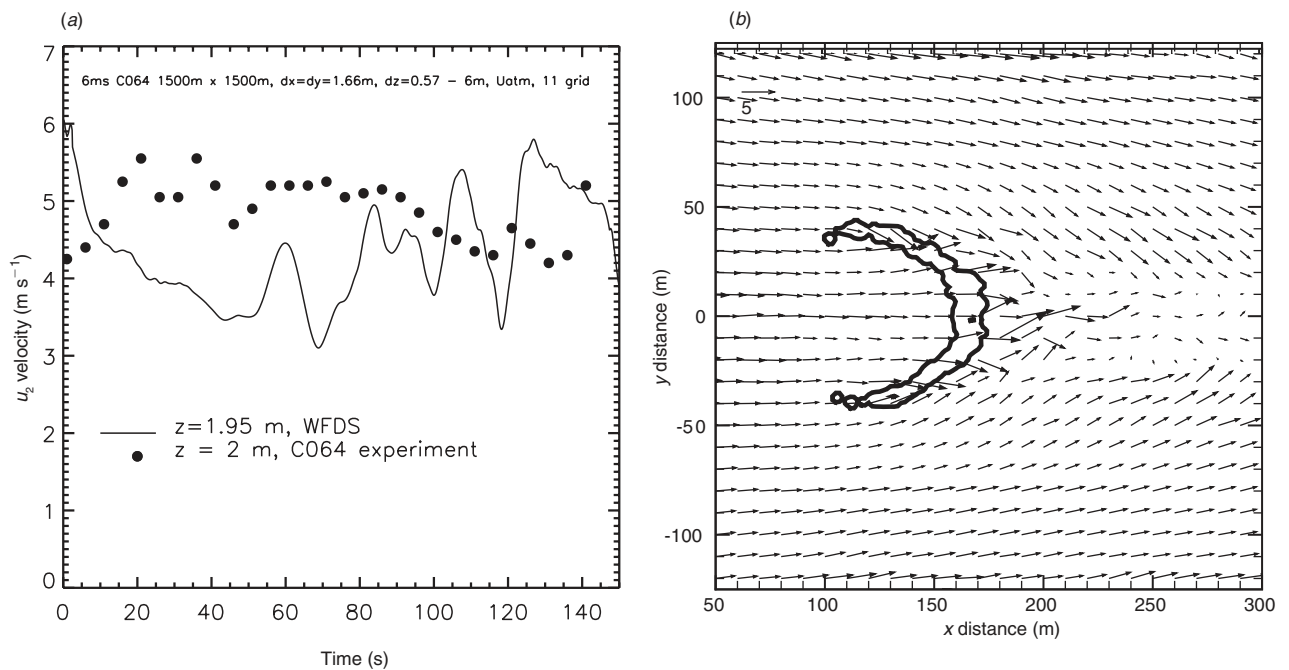 (a)
7
6
5
4
3
2
1
0
6ms C064 1500m x 1500m, dx=dy=1.66m, dz=0.57 – 6m, Uatm, 11 grid
z=1.95 m, WFDS
z = 2 m, C064 experiment
u₂ velocity (m s⁻¹)
0 20 40 60 80 100 120 140
Time (s)
(b)
100
50
0
-50
-100
5
y distance (m)
50 100 150 200 250 300
x distance (m)